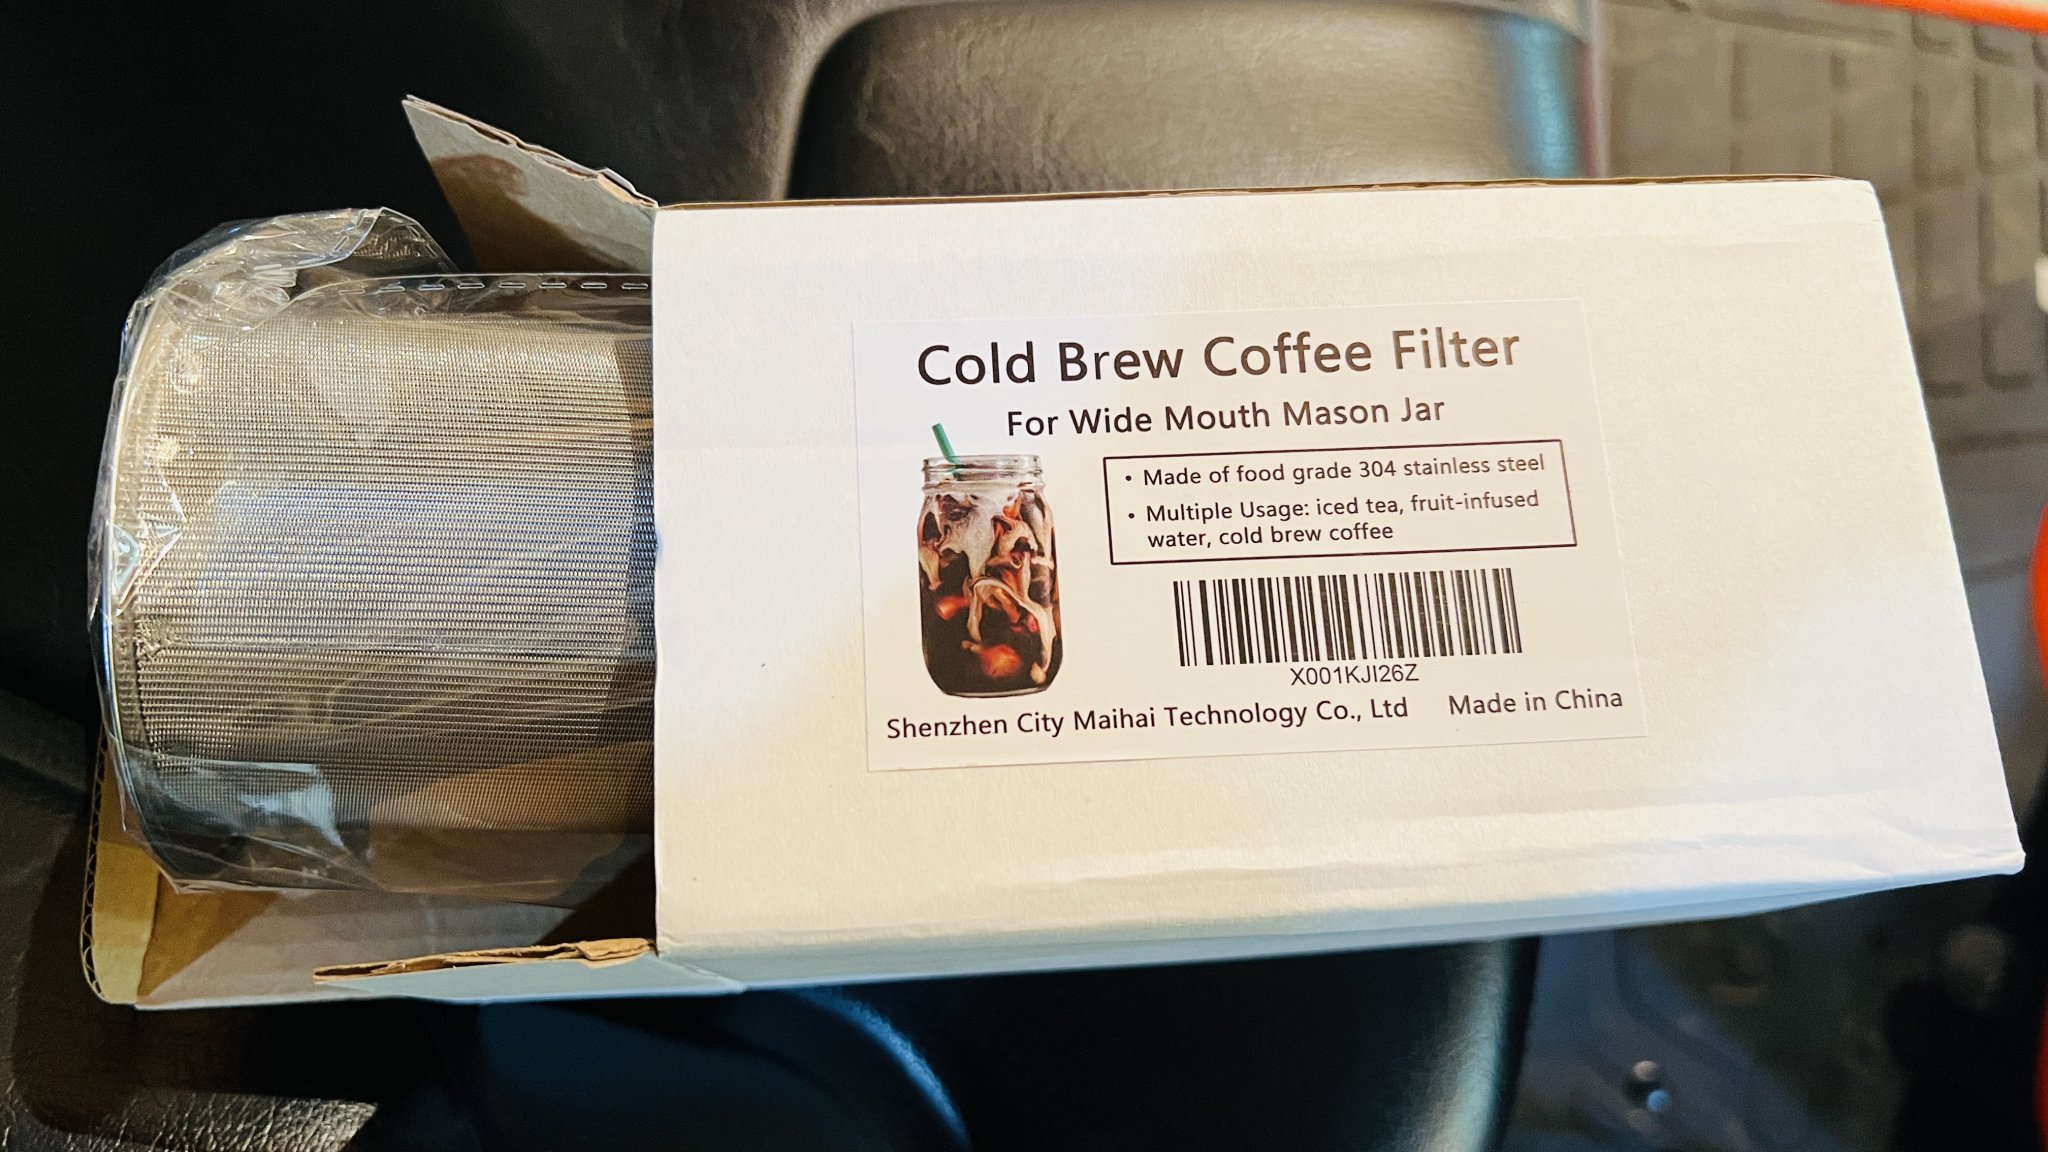 Cold Brew Coffee Filter
For Wide Mouth Mason Jar
• Made of food grade 304 stainless steel
• Multiple Usage: iced tea, fruit-infused
water, cold brew coffee
X001KJI26Z
Shenzhen City Maihai Technology Co., Ltd Made in China